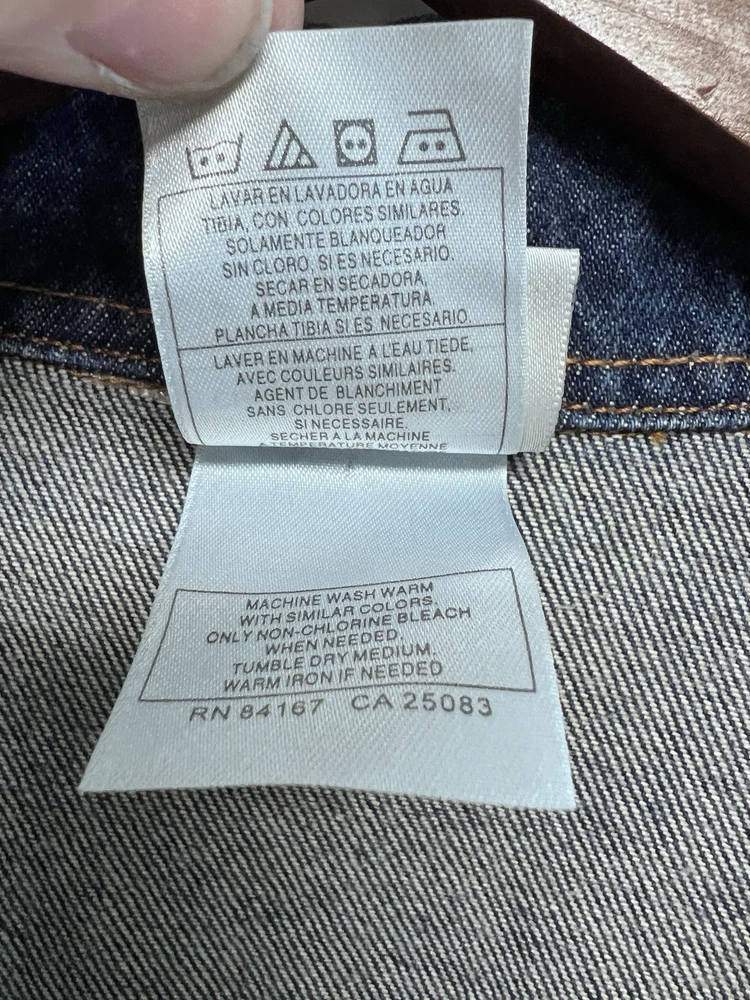 LAVAR EN LAVADORA EN AGUA
TIBIA, CON COLORES SIMILARES.
SOLAMENTE BLANQUEADOR
SIN CLORO, SI ES NECESARIO.
SECAR EN SECADORA
A MEDIA TEMPERATURA
PLANCHA TIBIA SI ES NECESARIO
LAVER EN MACHINE A L'EAU TIEDE,
AVEC COULEURS SIMILAIRES.
AGENT DE BLANCHIMENT
SANS CHLORE SEULEMENT,
SI NECESSAIRE.
SECHER A LA MACHINE
A TEMPERATURE MOYENNE
MACHINE WASH WARM
WITH SIMILAR COLORS.
ONLY NON-CHLORINE BLEACH
WHEN NEEDED.
TUMBLE DRY MEDIUM.
WARM IRON IF NEEDED
RN 84167 CA 25083